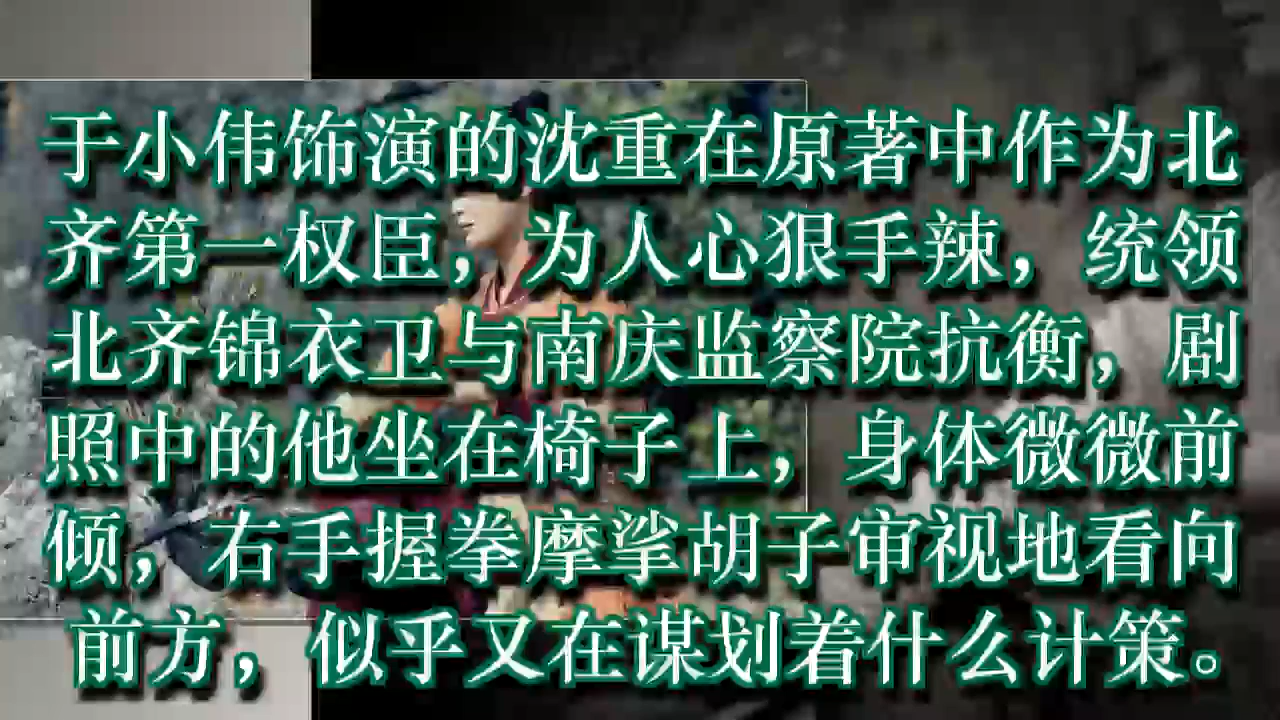 于小伟饰演的沈重在原著中作为北
齐第一权臣，为人心狠手辣，统领
北齐锦衣卫与南庆监察院抗衡，剧
照中的他坐在椅子上，身体微微前
倾，右手握拳摩挲胡子审视地看向
前方，似乎又在谋划着什么计策。